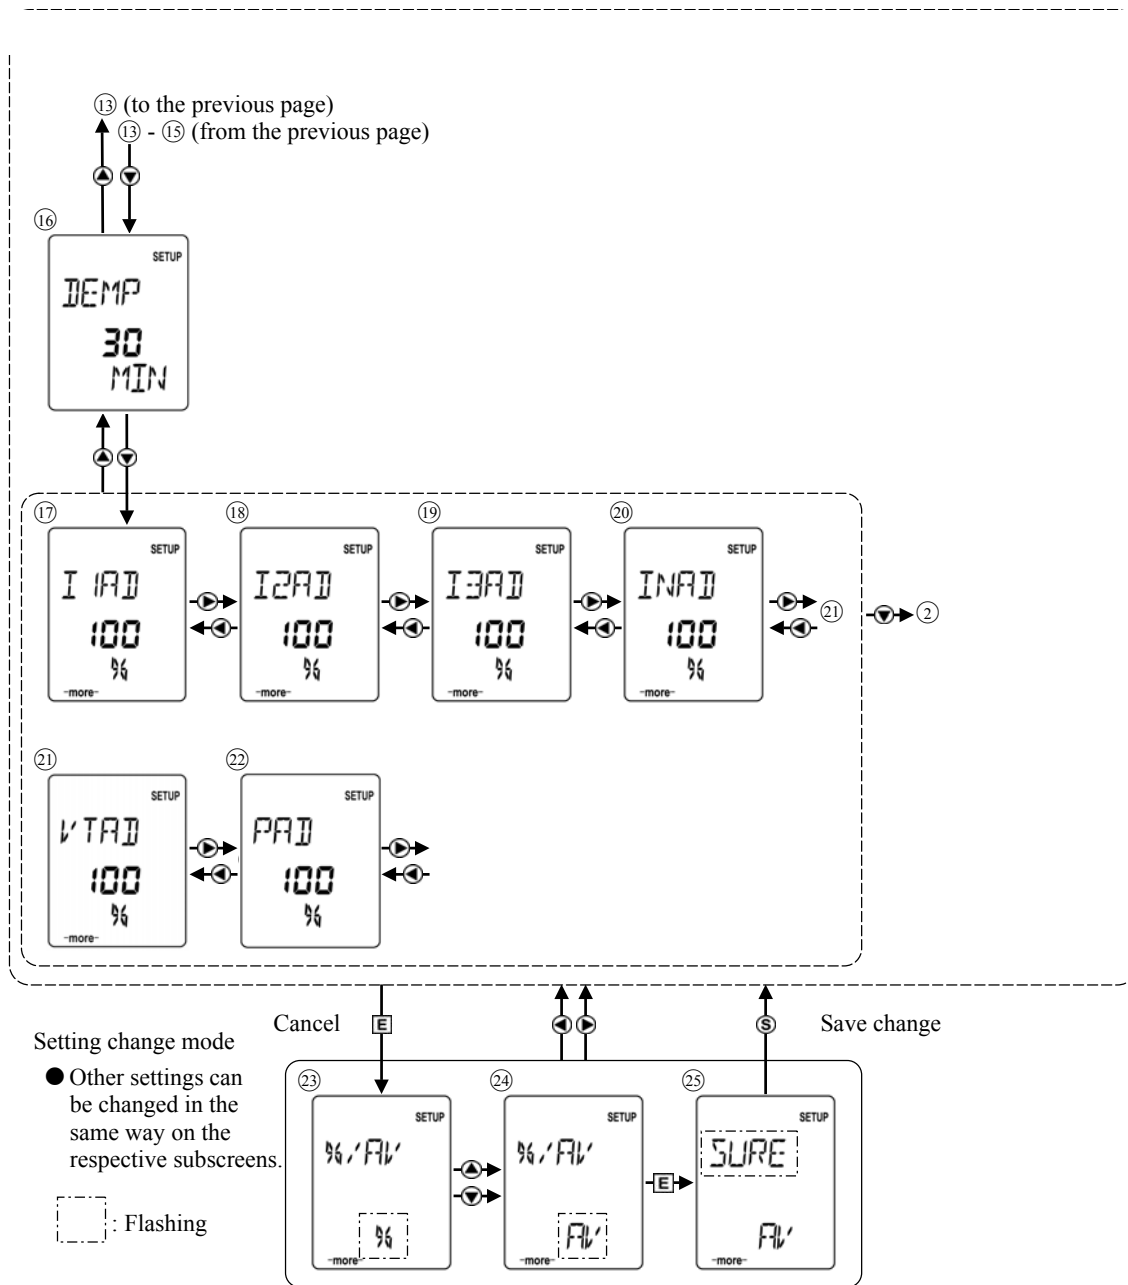 ⑬ (to the previous page)
⑬ - ⑮ (from the previous page)
⑯
SETUP
DEMP
30
MIN
⑰ ⑱ ⑲ ⑳
SETUP SETUP SETUP SETUP
I1AD I2AD I3AD INAD
100 100 100 100
% % % %
-more- -more- -more- -more-
㉑ ②
㉑ ㉒
SETUP SETUP
VTAD PAD
100 100
% %
-more-
Cancel E S Save change
Setting change mode
● Other settings can
be changed in the
same way on the
respective subscreens.
: Flashing
㉓ ㉔ ㉕
SETUP SETUP SETUP
%/AV %/AV SURE
E
% AV AV
-more- -more- -more-